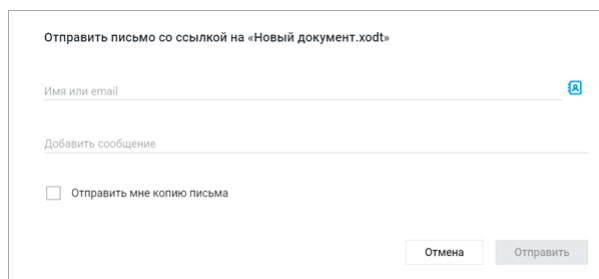 Отправить письмо со ссылкой на «Новый документ.xodt»
Имя или email
Добавить сообщение
Отправить мне копию письма
Отмена
Отправить